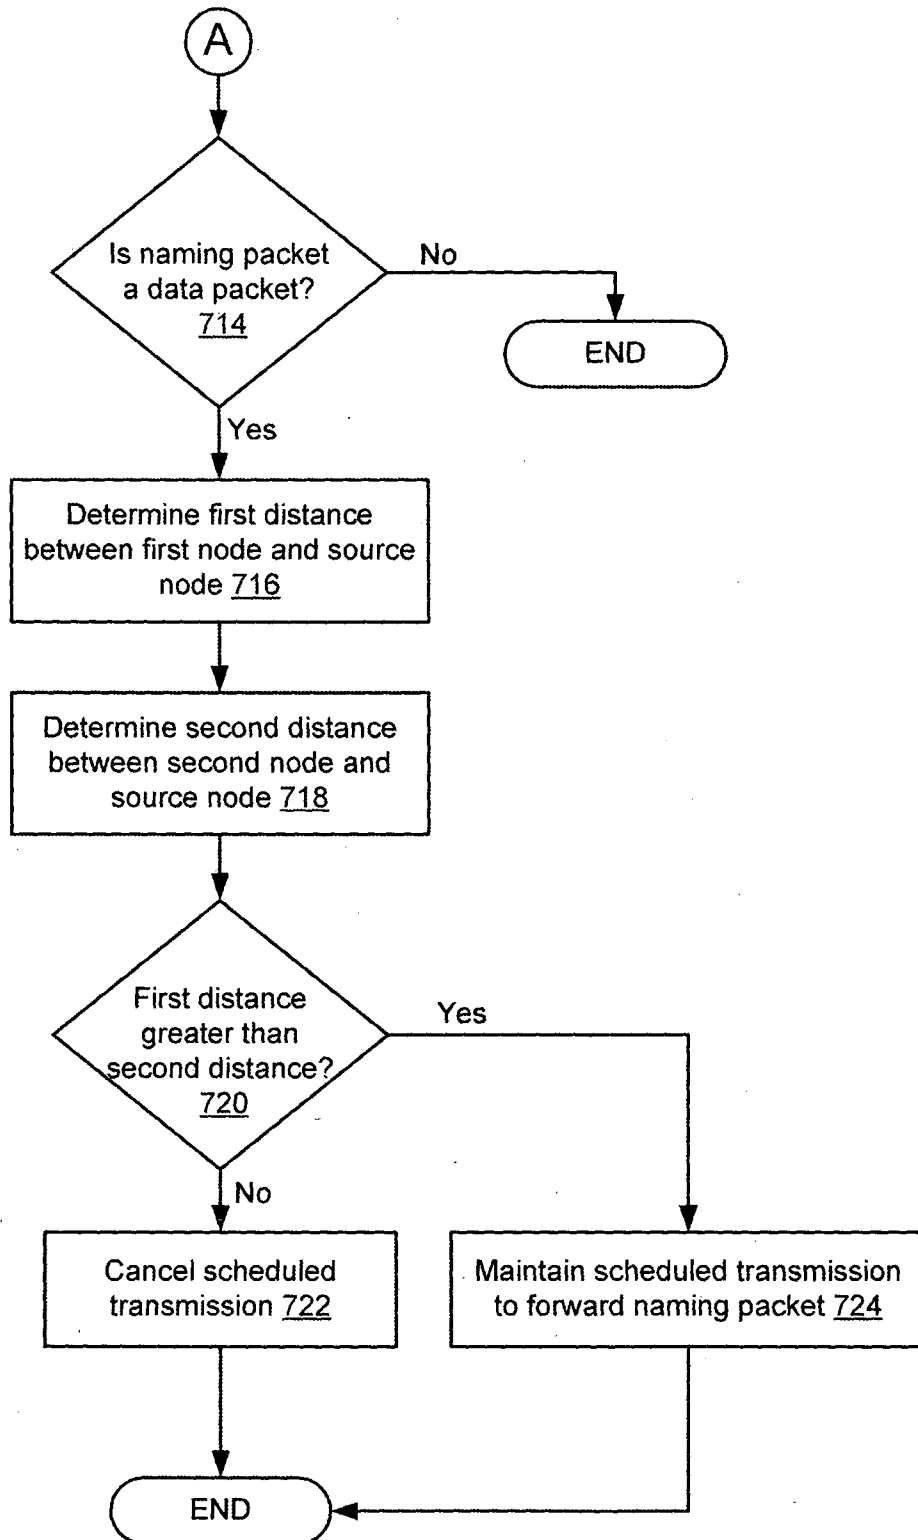 A
Is naming packet
a data packet?
714
No
END
Yes
Determine first distance
between first node and source
node 716
Determine second distance
between second node and
source node 718
First distance
greater than
second distance?
720
Yes
No
Cancel scheduled
transmission 722
Maintain scheduled transmission
to forward naming packet 724
END